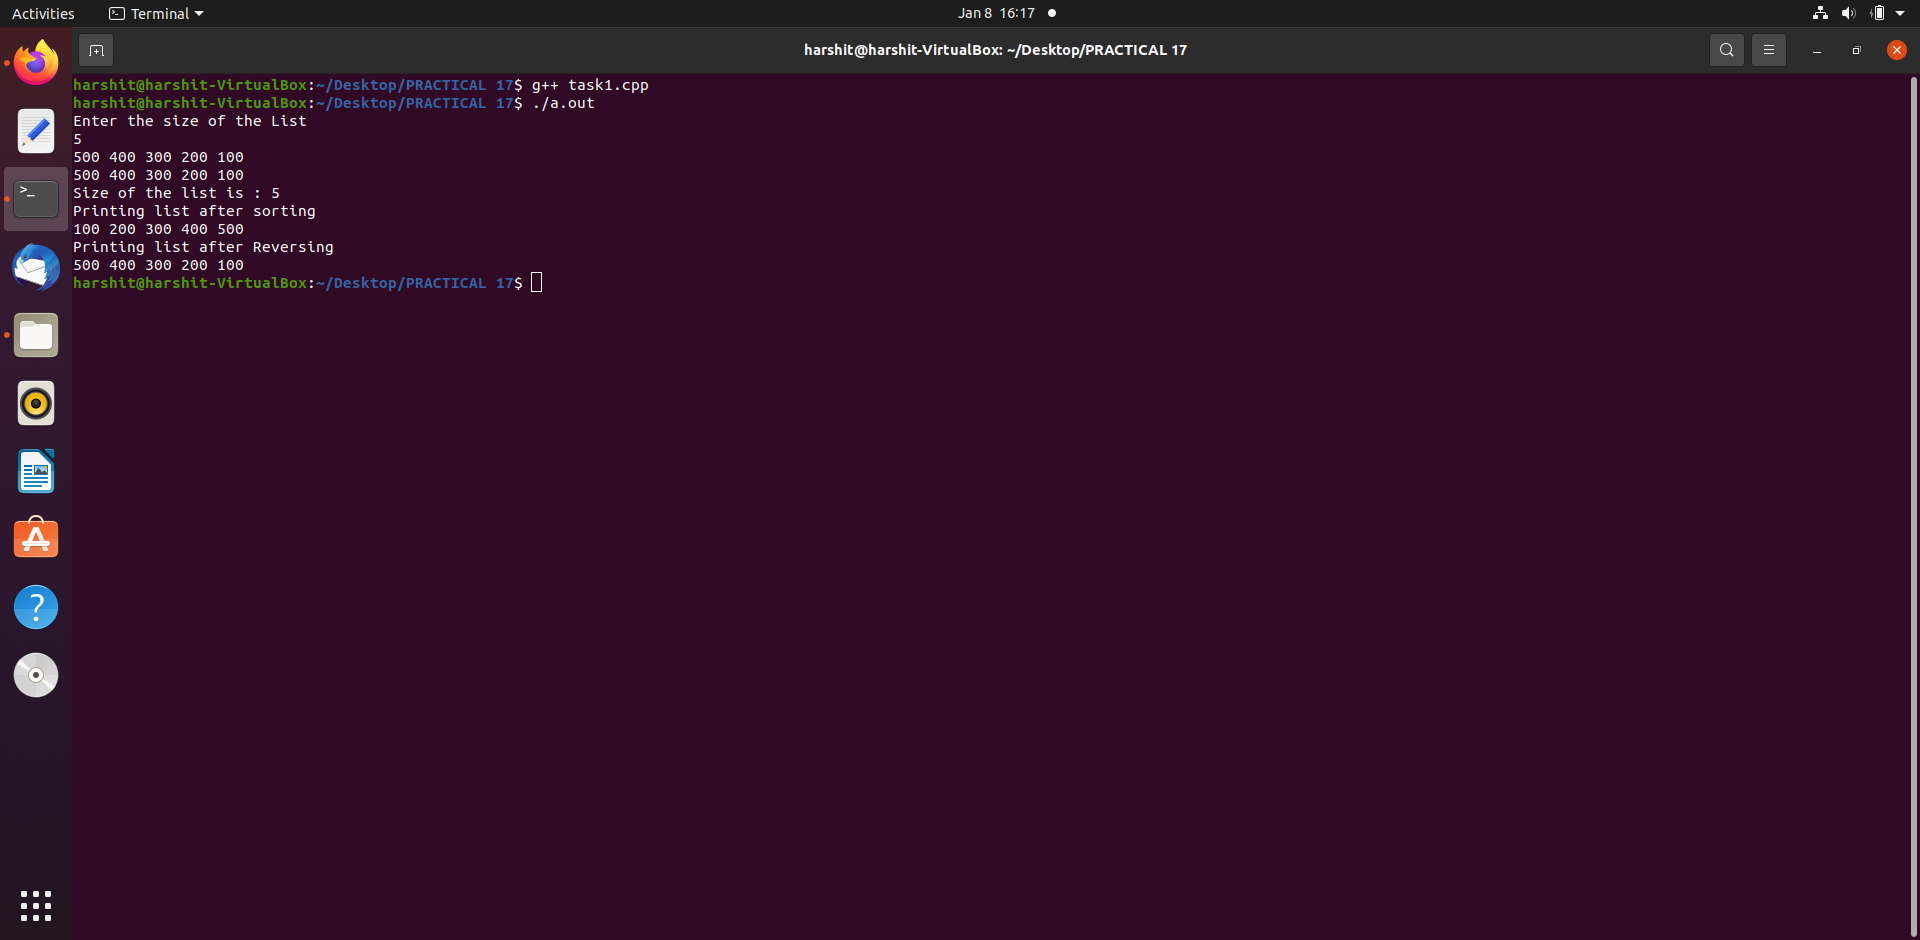 Activities
Terminal
Jan 8 16:17
harshit@harshit-VirtualBox: ~/Desktop/PRACTICAL 17
harshit@harshit-VirtualBox:~/Desktop/PRACTICAL 17$ g++ task1.cpp
harshit@harshit-VirtualBox:~/Desktop/PRACTICAL 17$ ./a.out
Enter the size of the List
5
500 400 300 200 100
500 400 300 200 100
Size of the list is : 5
Printing list after sorting
100 200 300 400 500
Printing list after Reversing
500 400 300 200 100
harshit@harshit-VirtualBox:~/Desktop/PRACTICAL 17$